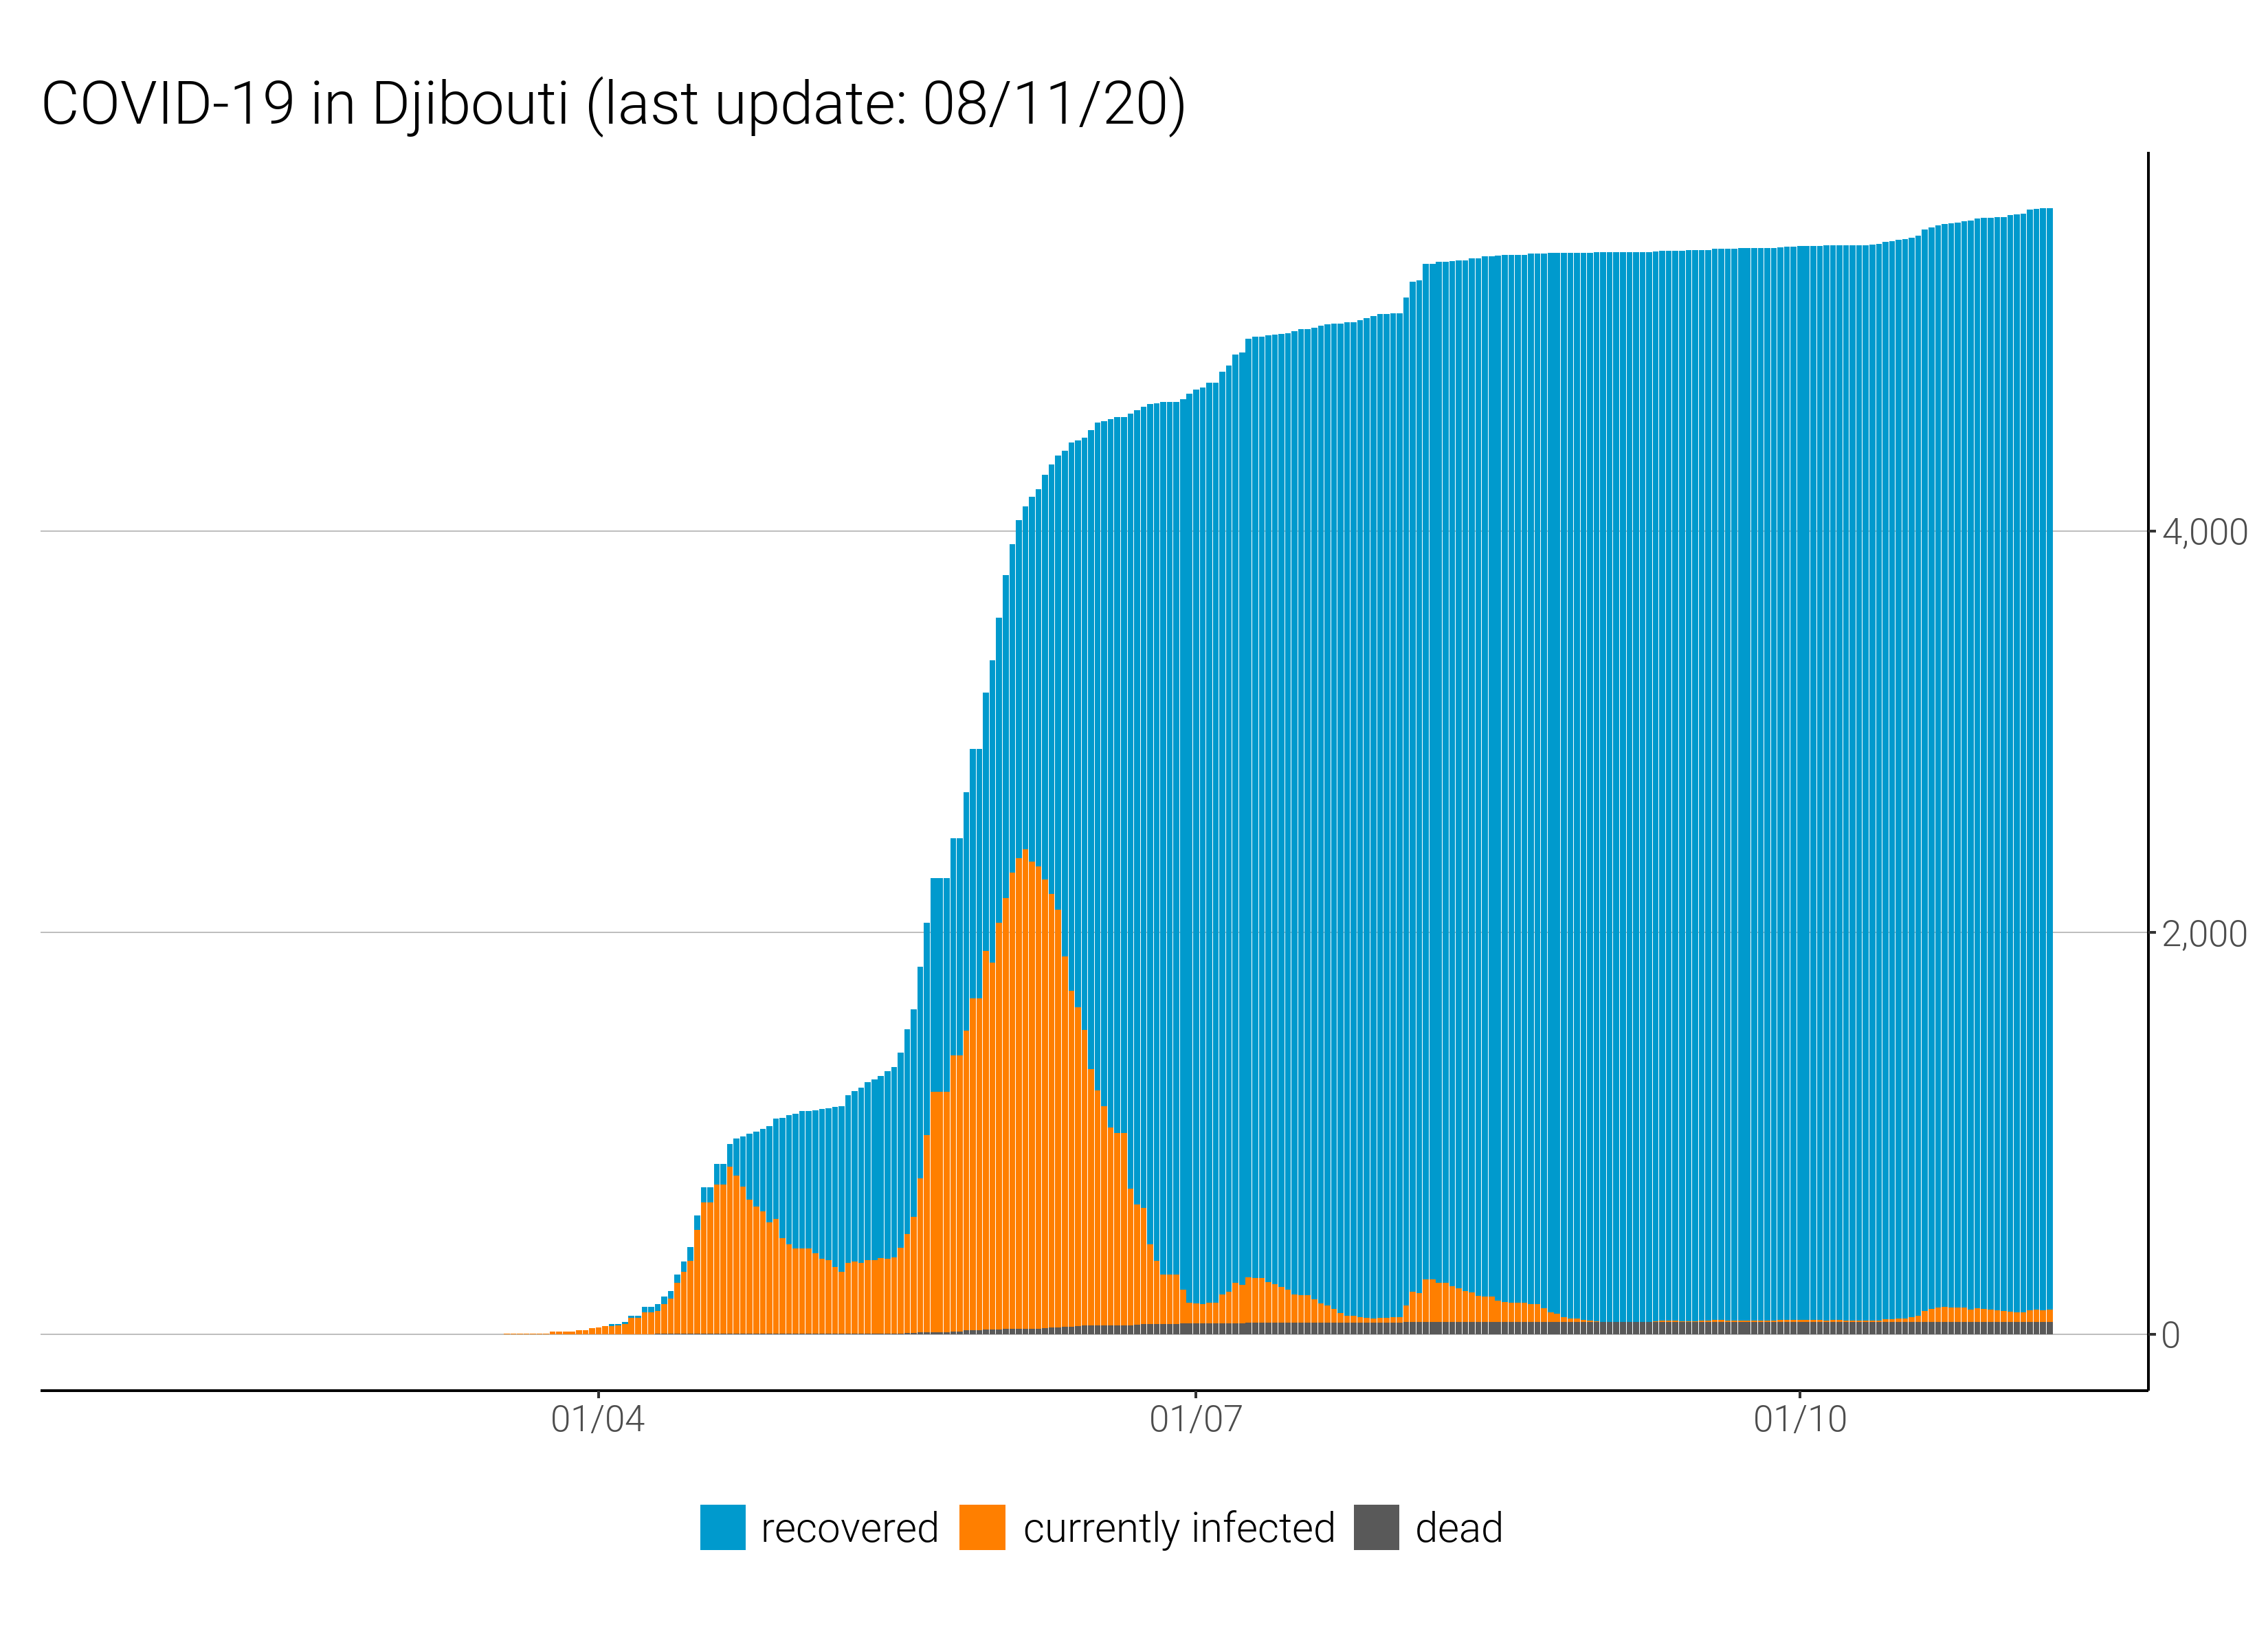 COVID-19 in Djibouti (last update: 08/11/20)
4,000
2,000
0
01/04 01/07 01/10
recovered currently infected dead